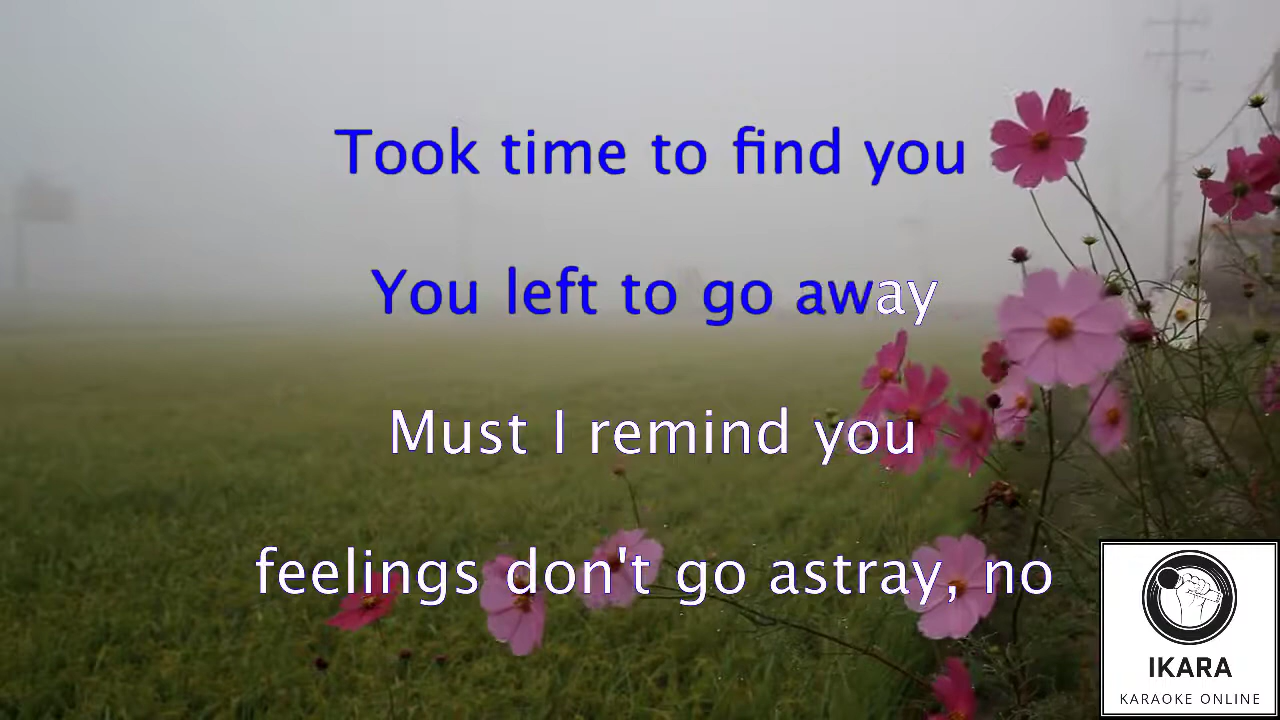 Took time to find you
You left to go away
Must I remind you
feelings don't go astray, no
IKARA
KARAOKE ONLINE